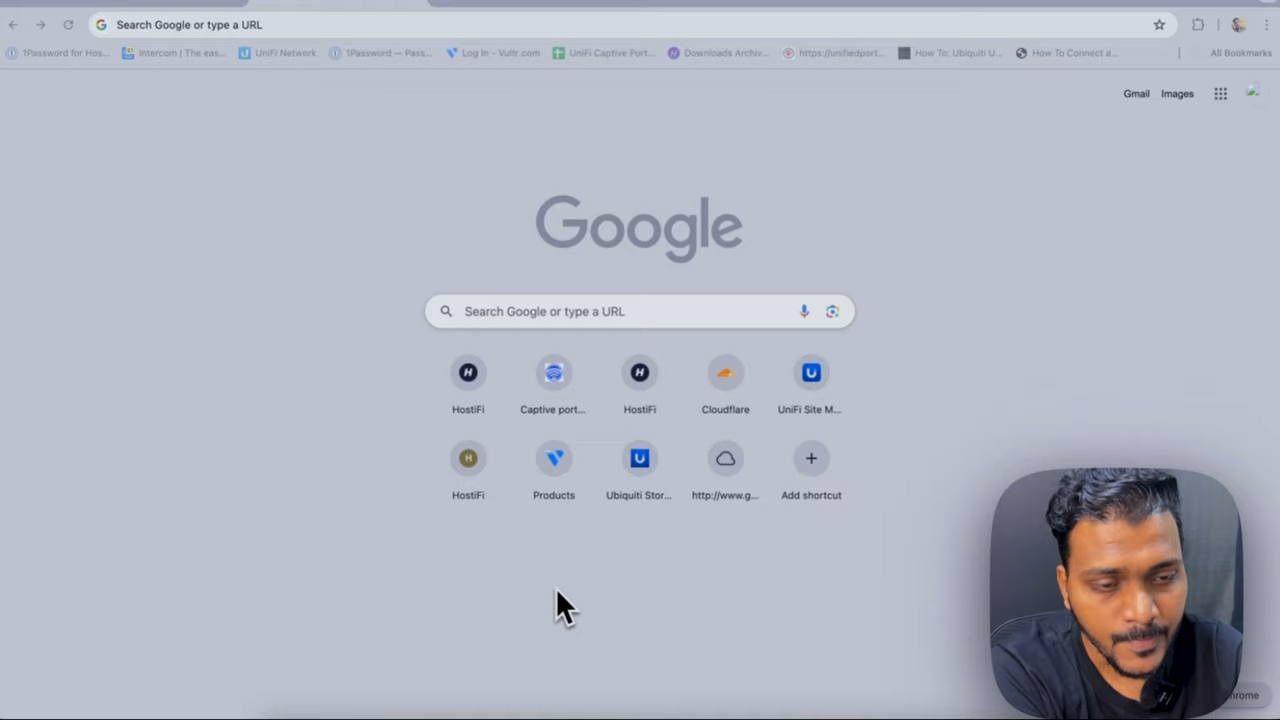 Search Google or type a URL
1Password for Hos... Intercom | The eas... UniFi Network 1Password — Pass... Log In - Vultr.com UniFi Captive Port... Downloads Archiv... https://unifiedport... How To: Ubiquiti U... How To Connect a... All Bookmarks
Gmail Images
Google
Search Google or type a URL
HostiFi Captive port... HostiFi Cloudflare UniFi Site M...
HostiFi Products Ubiquiti Stor... http://www.g... Add shortcut
hrome